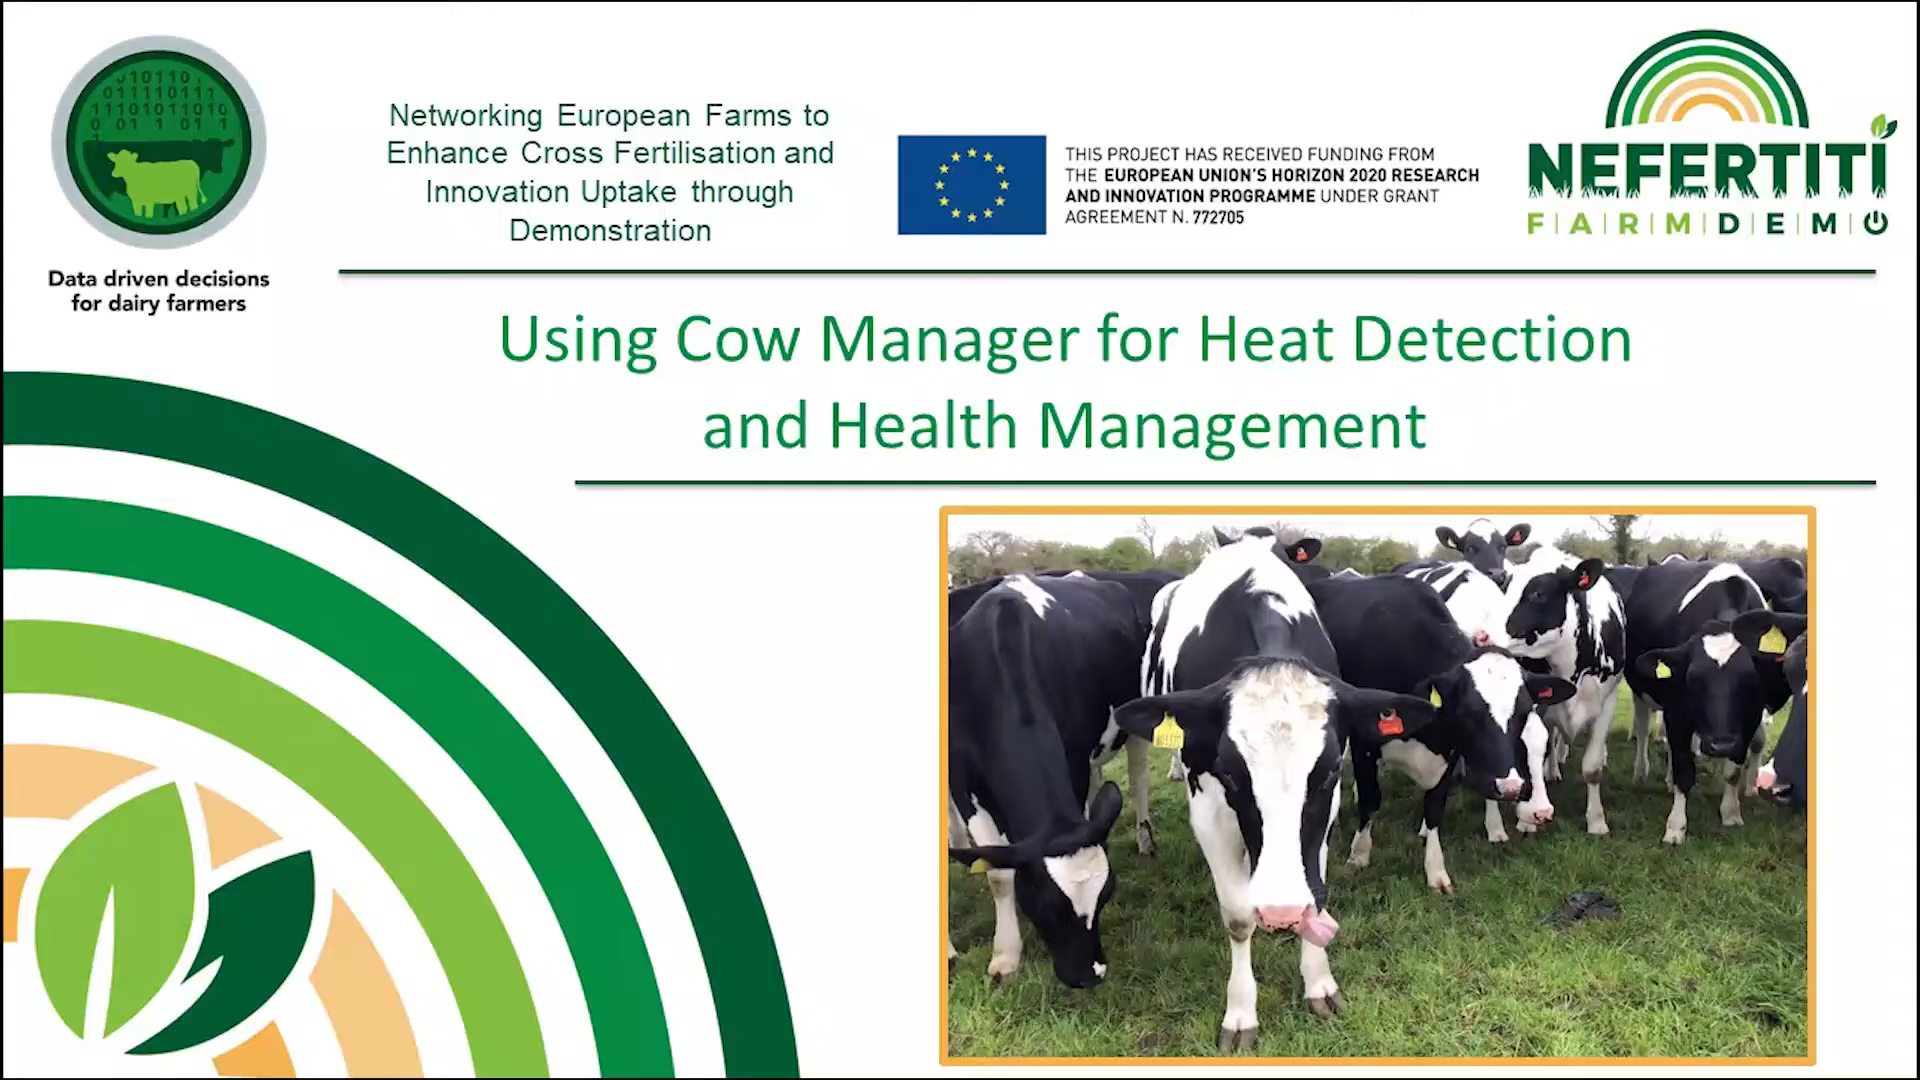 Networking European Farms to
Enhance Cross Fertilisation and
Innovation Uptake through
Demonstration
THIS PROJECT HAS RECEIVED FUNDING FROM
THE EUROPEAN UNION'S HORIZON 2020 RESEARCH
AND INNOVATION PROGRAMME UNDER GRANT
AGREEMENT N. 772705
NEFERTITI
F|A|R|M|D|E|M|O
Data driven decisions
for dairy farmers
Using Cow Manager for Heat Detection
and Health Management